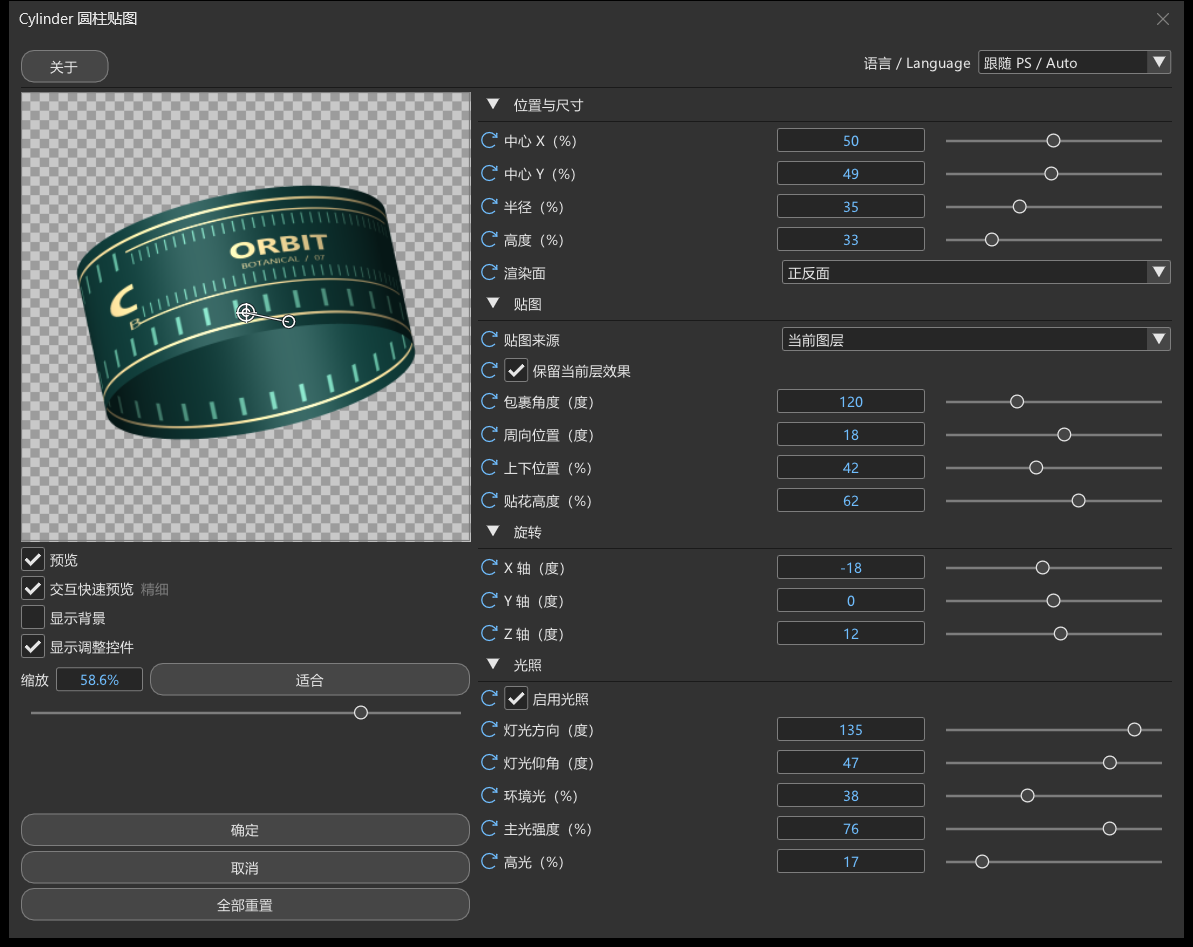 Cylinder 圆柱贴图
关于
语言 / Language 跟随 PS / Auto
ORBIT
BOTANICAL / 07
C
B
预览
交互快速预览 精细
显示背景
显示调整控件
缩放 58.6% 适合
确定
取消
全部重置
位置与尺寸
中心 X（%） 50
中心 Y（%） 49
半径（%） 35
高度（%） 33
渲染面 正反面
贴图
贴图来源 当前图层
保留当前层效果
包裹角度（度） 120
周向位置（度） 18
上下位置（%） 42
贴花高度（%） 62
旋转
X 轴（度） -18
Y 轴（度） 0
Z 轴（度） 12
光照
启用光照
灯光方向（度） 135
灯光仰角（度） 47
环境光（%） 38
主光强度（%） 76
高光（%） 17